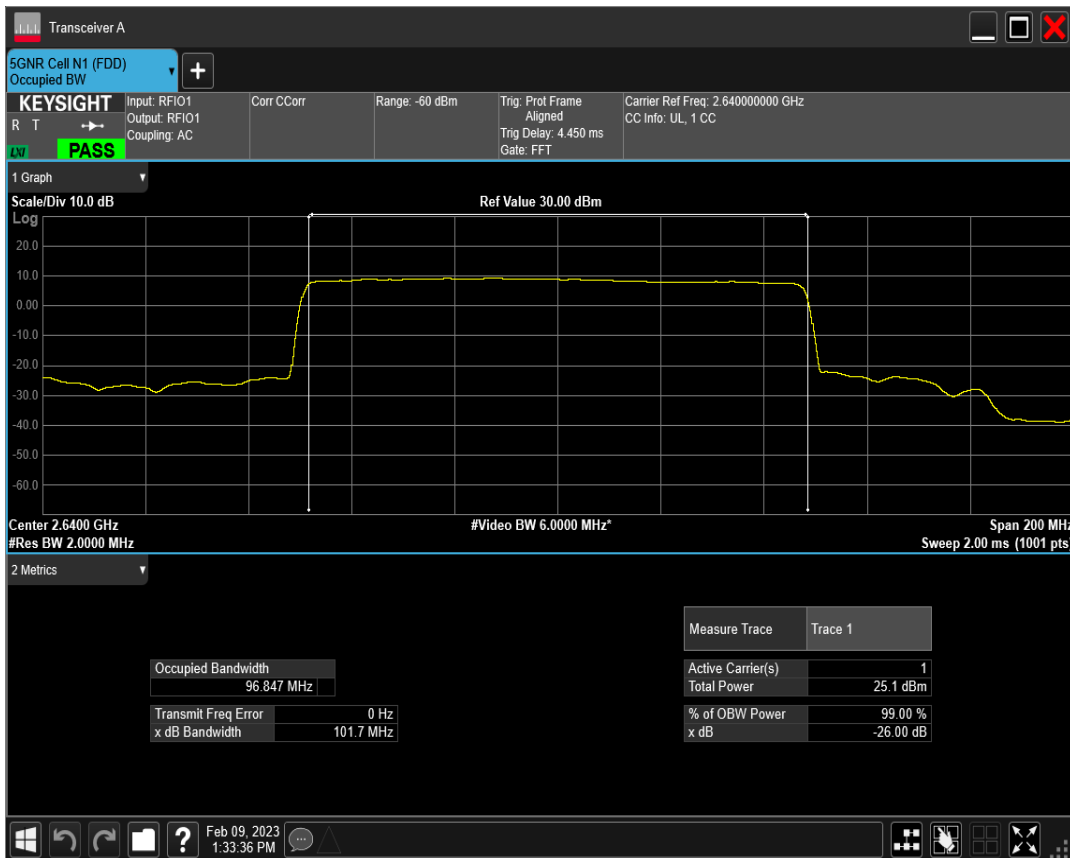 Transceiver A
5GNR Cell N1 (FDD)
Occupied BW
+
KEYSIGHT
R T
LXI
PASS
Input: RFIO1
Output: RFIO1
Coupling: AC
Corr CCorr
Range: -60 dBm
Trig: Prot Frame
Aligned
Trig Delay: 4.450 ms
Gate: FFT
Carrier Ref Freq: 2.640000000 GHz
CC Info: UL, 1 CC
1 Graph
Scale/Div 10.0 dB
Ref Value 30.00 dBm
Log
20.0
10.0
0.00
-10.0
-20.0
-30.0
-40.0
-50.0
-60.0
Center 2.6400 GHz
#Video BW 6.0000 MHz*
Span 200 MHz
#Res BW 2.0000 MHz
Sweep 2.00 ms (1001 pts)
2 Metrics
Measure Trace Trace 1
Occupied Bandwidth
96.847 MHz
Active Carrier(s) 1
Total Power 25.1 dBm
Transmit Freq Error 0 Hz
x dB Bandwidth 101.7 MHz
% of OBW Power 99.00 %
x dB -26.00 dB
?
Feb 09, 2023
1:33:36 PM